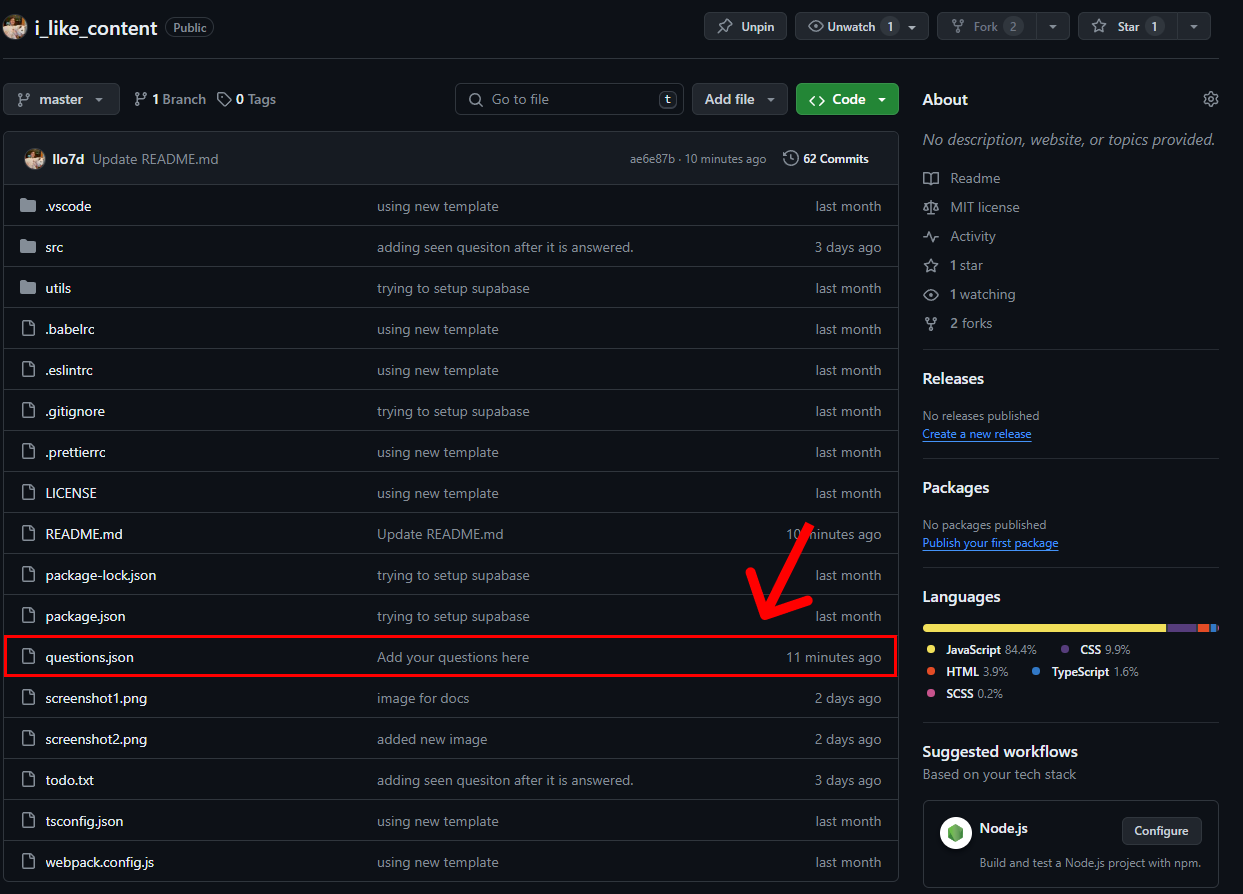 i_like_content Public Unpin Unwatch 1 Fork 2 Star 1
master 1 Branch 0 Tags Go to file t Add file Code
llo7d Update README.md ae6e87b · 10 minutes ago 62 Commits
.vscode using new template last month
src adding seen quesiton after it is answered. 3 days ago
utils trying to setup supabase last month
.babelrc using new template last month
.eslintrc using new template last month
.gitignore trying to setup supabase last month
.prettierrc using new template last month
LICENSE using new template last month
README.md Update README.md 10 minutes ago
package-lock.json trying to setup supabase last month
package.json trying to setup supabase last month
questions.json Add your questions here 11 minutes ago
screenshot1.png image for docs 2 days ago
screenshot2.png added new image 2 days ago
todo.txt adding seen quesiton after it is answered. 3 days ago
tsconfig.json using new template last month
webpack.config.js using new template last month
About
No description, website, or topics provided.
Readme
MIT license
Activity
1 star
1 watching
2 forks
Releases
No releases published
Create a new release
Packages
No packages published
Publish your first package
Languages
JavaScript 84.4% CSS 9.9%
HTML 3.9% TypeScript 1.6%
SCSS 0.2%
Suggested workflows
Based on your tech stack
Node.js Configure
Build and test a Node.js project with npm.